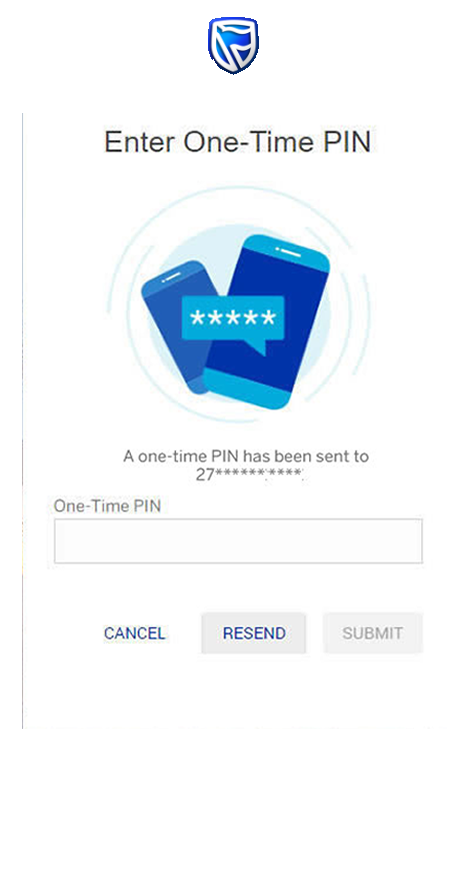 Enter One-Time PIN
*****
A one-time PIN has been sent to
27**********
One-Time PIN
CANCEL
RESEND
SUBMIT